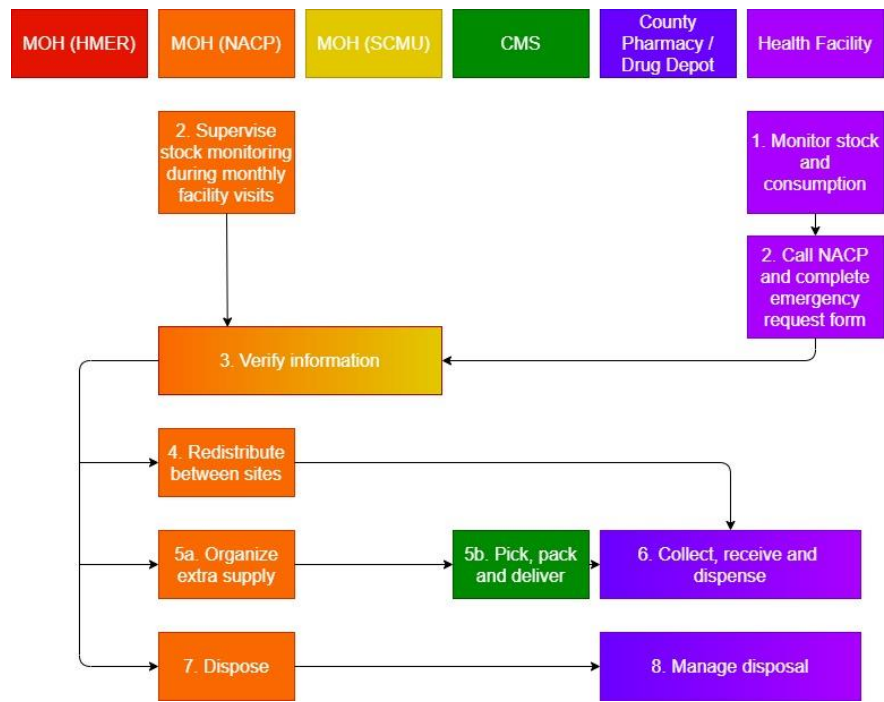 MOH (HMER)
MOH (NACP)
MOH (SCMU)
CMS
County
Pharmacy /
Drug Depot
Health Facility
2. Supervise
stock monitoring
during monthly
facility visits
1. Monitor stock
and
consumption
2. Call NACP
and complete
emergency
request form
3. Verify information
4. Redistribute
between sites
5a. Organize
extra supply
5b. Pick, pack
and deliver
6. Collect, receive and
dispense
7. Dispose
8. Manage disposal